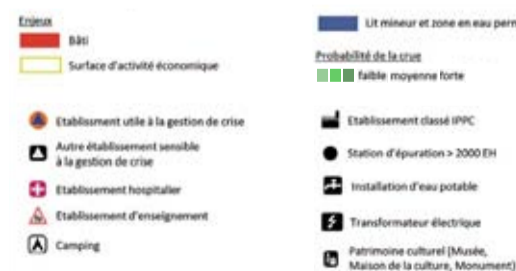 Enjeux
Bâti
Surface d'activité économique
Etablissment utile à la gestion de crise
Autre établissement sensible
à la gestion de crise
Etablissement hospitalier
Etablissement d'enseignement
Camping
Lit mineur et zone en eau perm
Probabilité de la crue
faible moyenne forte
Etablissement classé IPPC
Station d'épuration > 2000 EH
Installation d'eau potable
Transformateur électrique
Patrimoine culturel (Musée,
Maison de la culture, Monument)